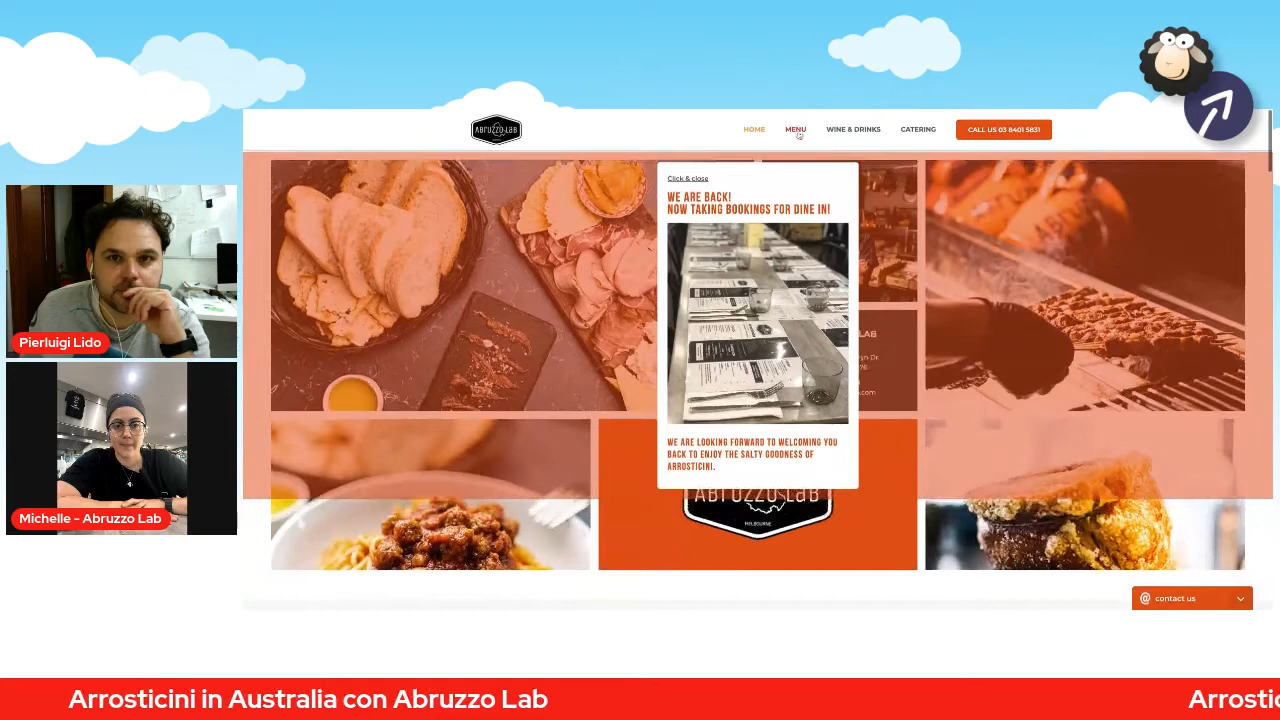 ABRUZZO LAB
HOME
MENU
WINE & DRINKS
CATERING
CALL US 03 8401 5831
Click & close
WE ARE BACK!
NOW TAKING BOOKINGS FOR DINE IN!
WE ARE LOOKING FORWARD TO WELCOMING YOU
BACK TO ENJOY THE SALTY GOODNESS OF
ARROSTICINI.
LAB
ABRUZZO LAB
MELBOURNE
Pierluigi Lido
Michelle - Abruzzo Lab
@ contact us
Arrosticini in Australia con Abruzzo Lab
Arrostic